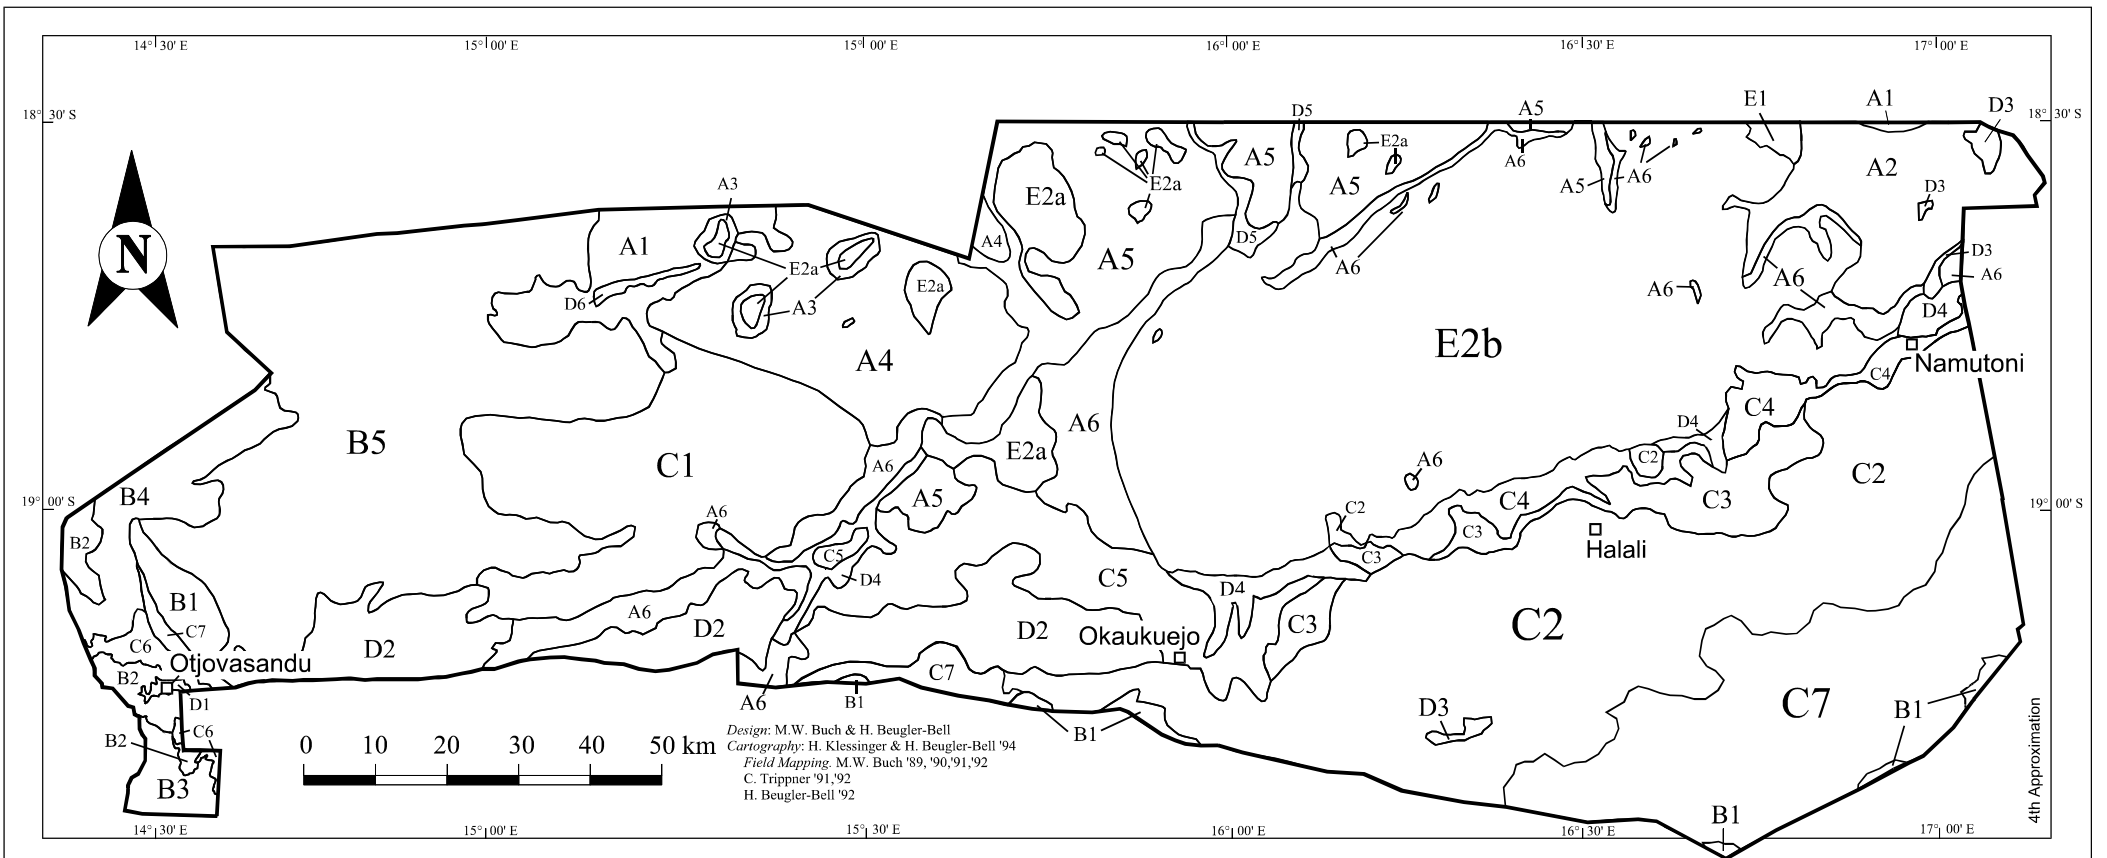 14° 30' E 15° 00' E 15° 00' E 16° 00' E 16° 30' E 17° 00' E
18° 30' S 18° 30' S
D5 A5 E1 A1 D3
A5 E2a A6 A2
E2a E2a A5 A5 A6 D3
A3
A1 A4 D5 D3
E2a A5 A6 A6 A6 A6
D6 A3 E2a D4
A4 E2b
Namutoni
C4
C4
D4
B5 C1 A6 E2a A6 A6 C2 C2
B4 A5 C4 C3
19° 00' S 19° 00' S
A6 C2
B2 C5 C3 C3 Halali
D4 C5 D4
B1 A6 C3 C2
C7 D2 D2 Okaukuejo
C6 D2
Otjovasandu
B2 C7
D1 A6 B1 D3 C7 B1
C6 B1
B2
B3
0 10 20 30 40 50 km
Design: M.W. Buch & H. Beugler-Bell
Cartography: H. Klessinger & H. Beugler-Bell '94
Field Mapping. M.W. Buch '89, '90,'91,'92
C. Trippner '91,'92
H. Beugler-Bell '92
B1
4th Approximation
N
14° 30' E 15° 00' E 15° 30' E 16° 00' E 16° 30' E 17° 00' E